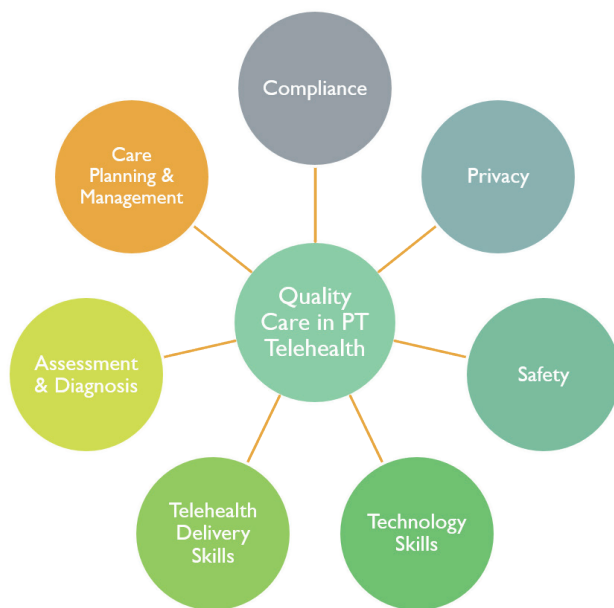 Compliance
Care
Planning &
Management
Privacy
Quality
Care in PT
Telehealth
Assessment
& Diagnosis
Safety
Telehealth
Delivery
Skills
Technology
Skills